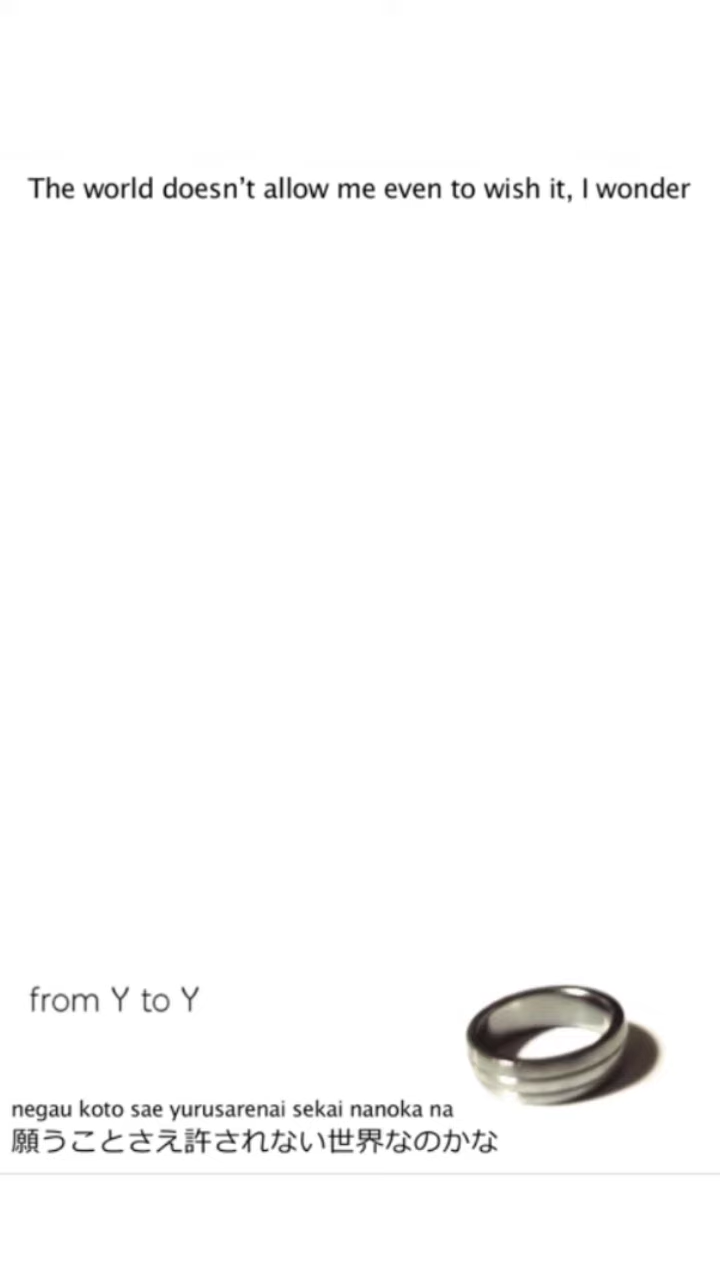 The world doesn’t allow me even to wish it, I wonder
from Y to Y
negau koto sae yurusarenai sekai nanoka na
願うことさえ許されない世界なのかな